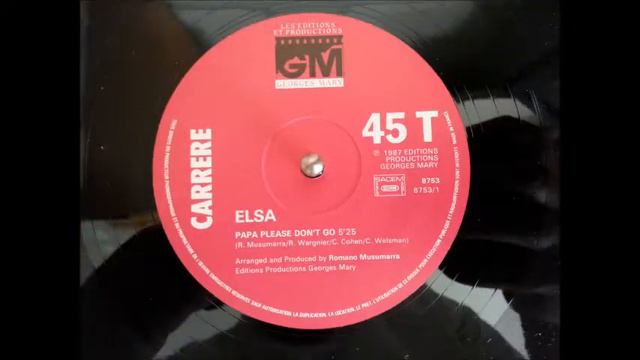 LES EDITIONS
ET PRODUCTIONS
GM
GEORGES MARY
45 T
℗ 1987 EDITIONS
PRODUCTIONS
GEORGES MARY
SACEM
8753
8753/1
CARRERE
ELSA
PAPA PLEASE DON'T GO 5'25
(R. Musumarra/R. Wargnier/C. Cohen/C. Weisman)
Arranged and Produced by Romano Musumarra
Editions Productions Georges Mary